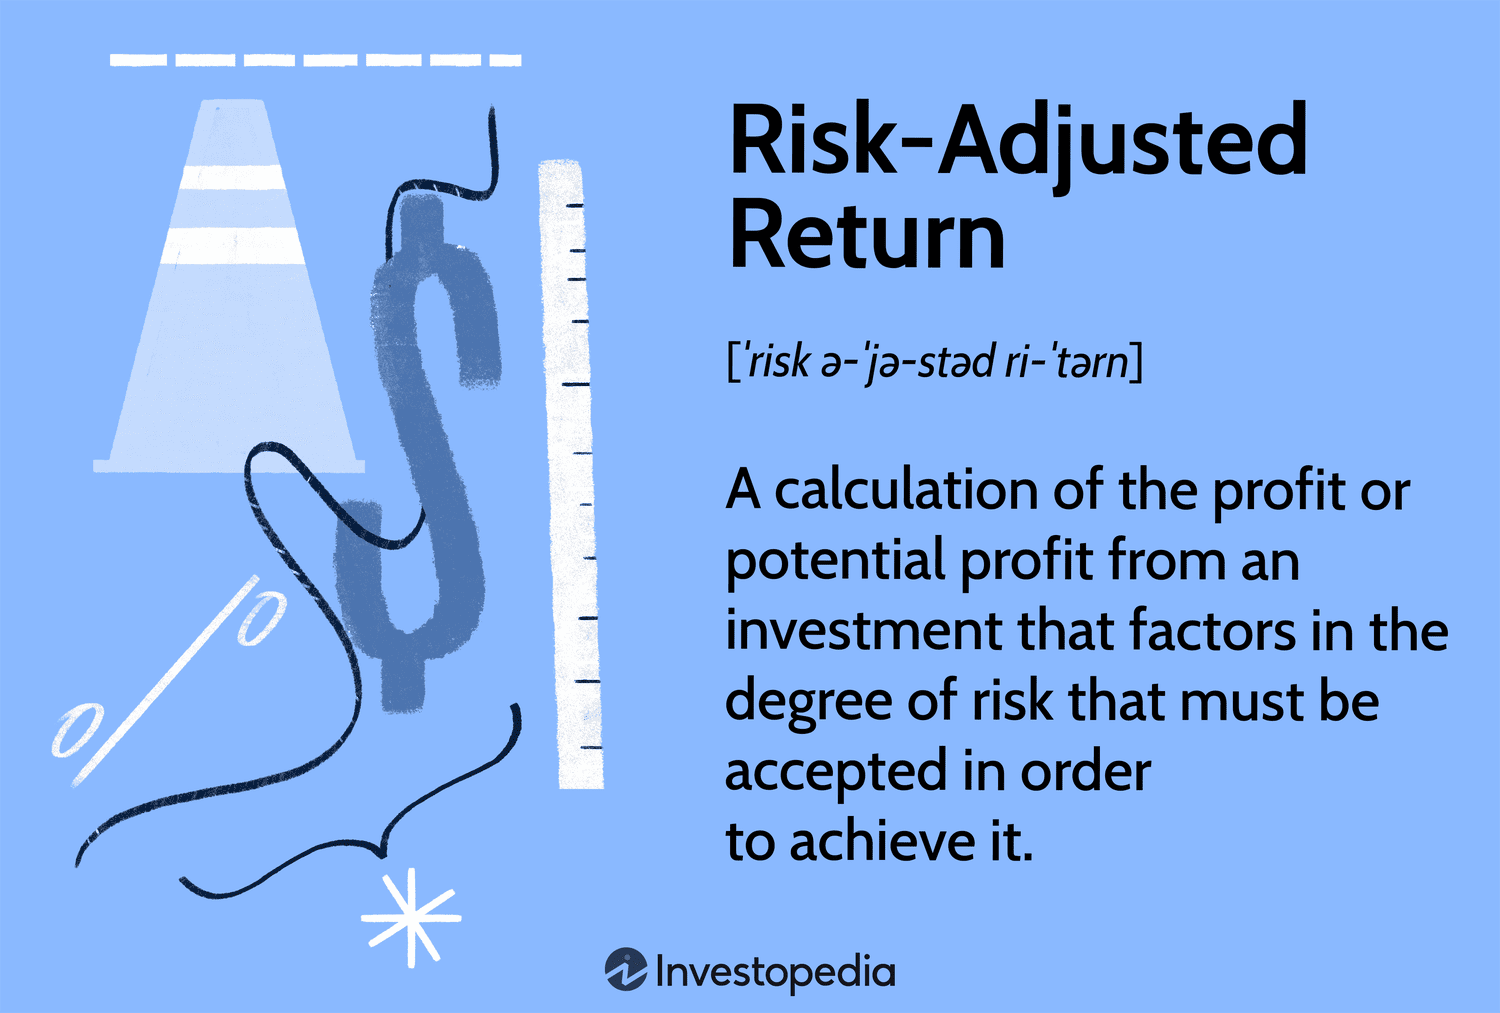 Risk-Adjusted
Return
[ˈrisk ə-ˈjə-stəd ri-ˈtərn]
A calculation of the profit or
potential profit from an
investment that factors in the
degree of risk that must be
accepted in order
to achieve it.
Investopedia